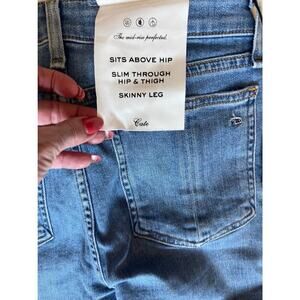 The mid-rise perfected.
SITS ABOVE HIP
SLIM THROUGH
HIP & THIGH
SKINNY LEG
Cate